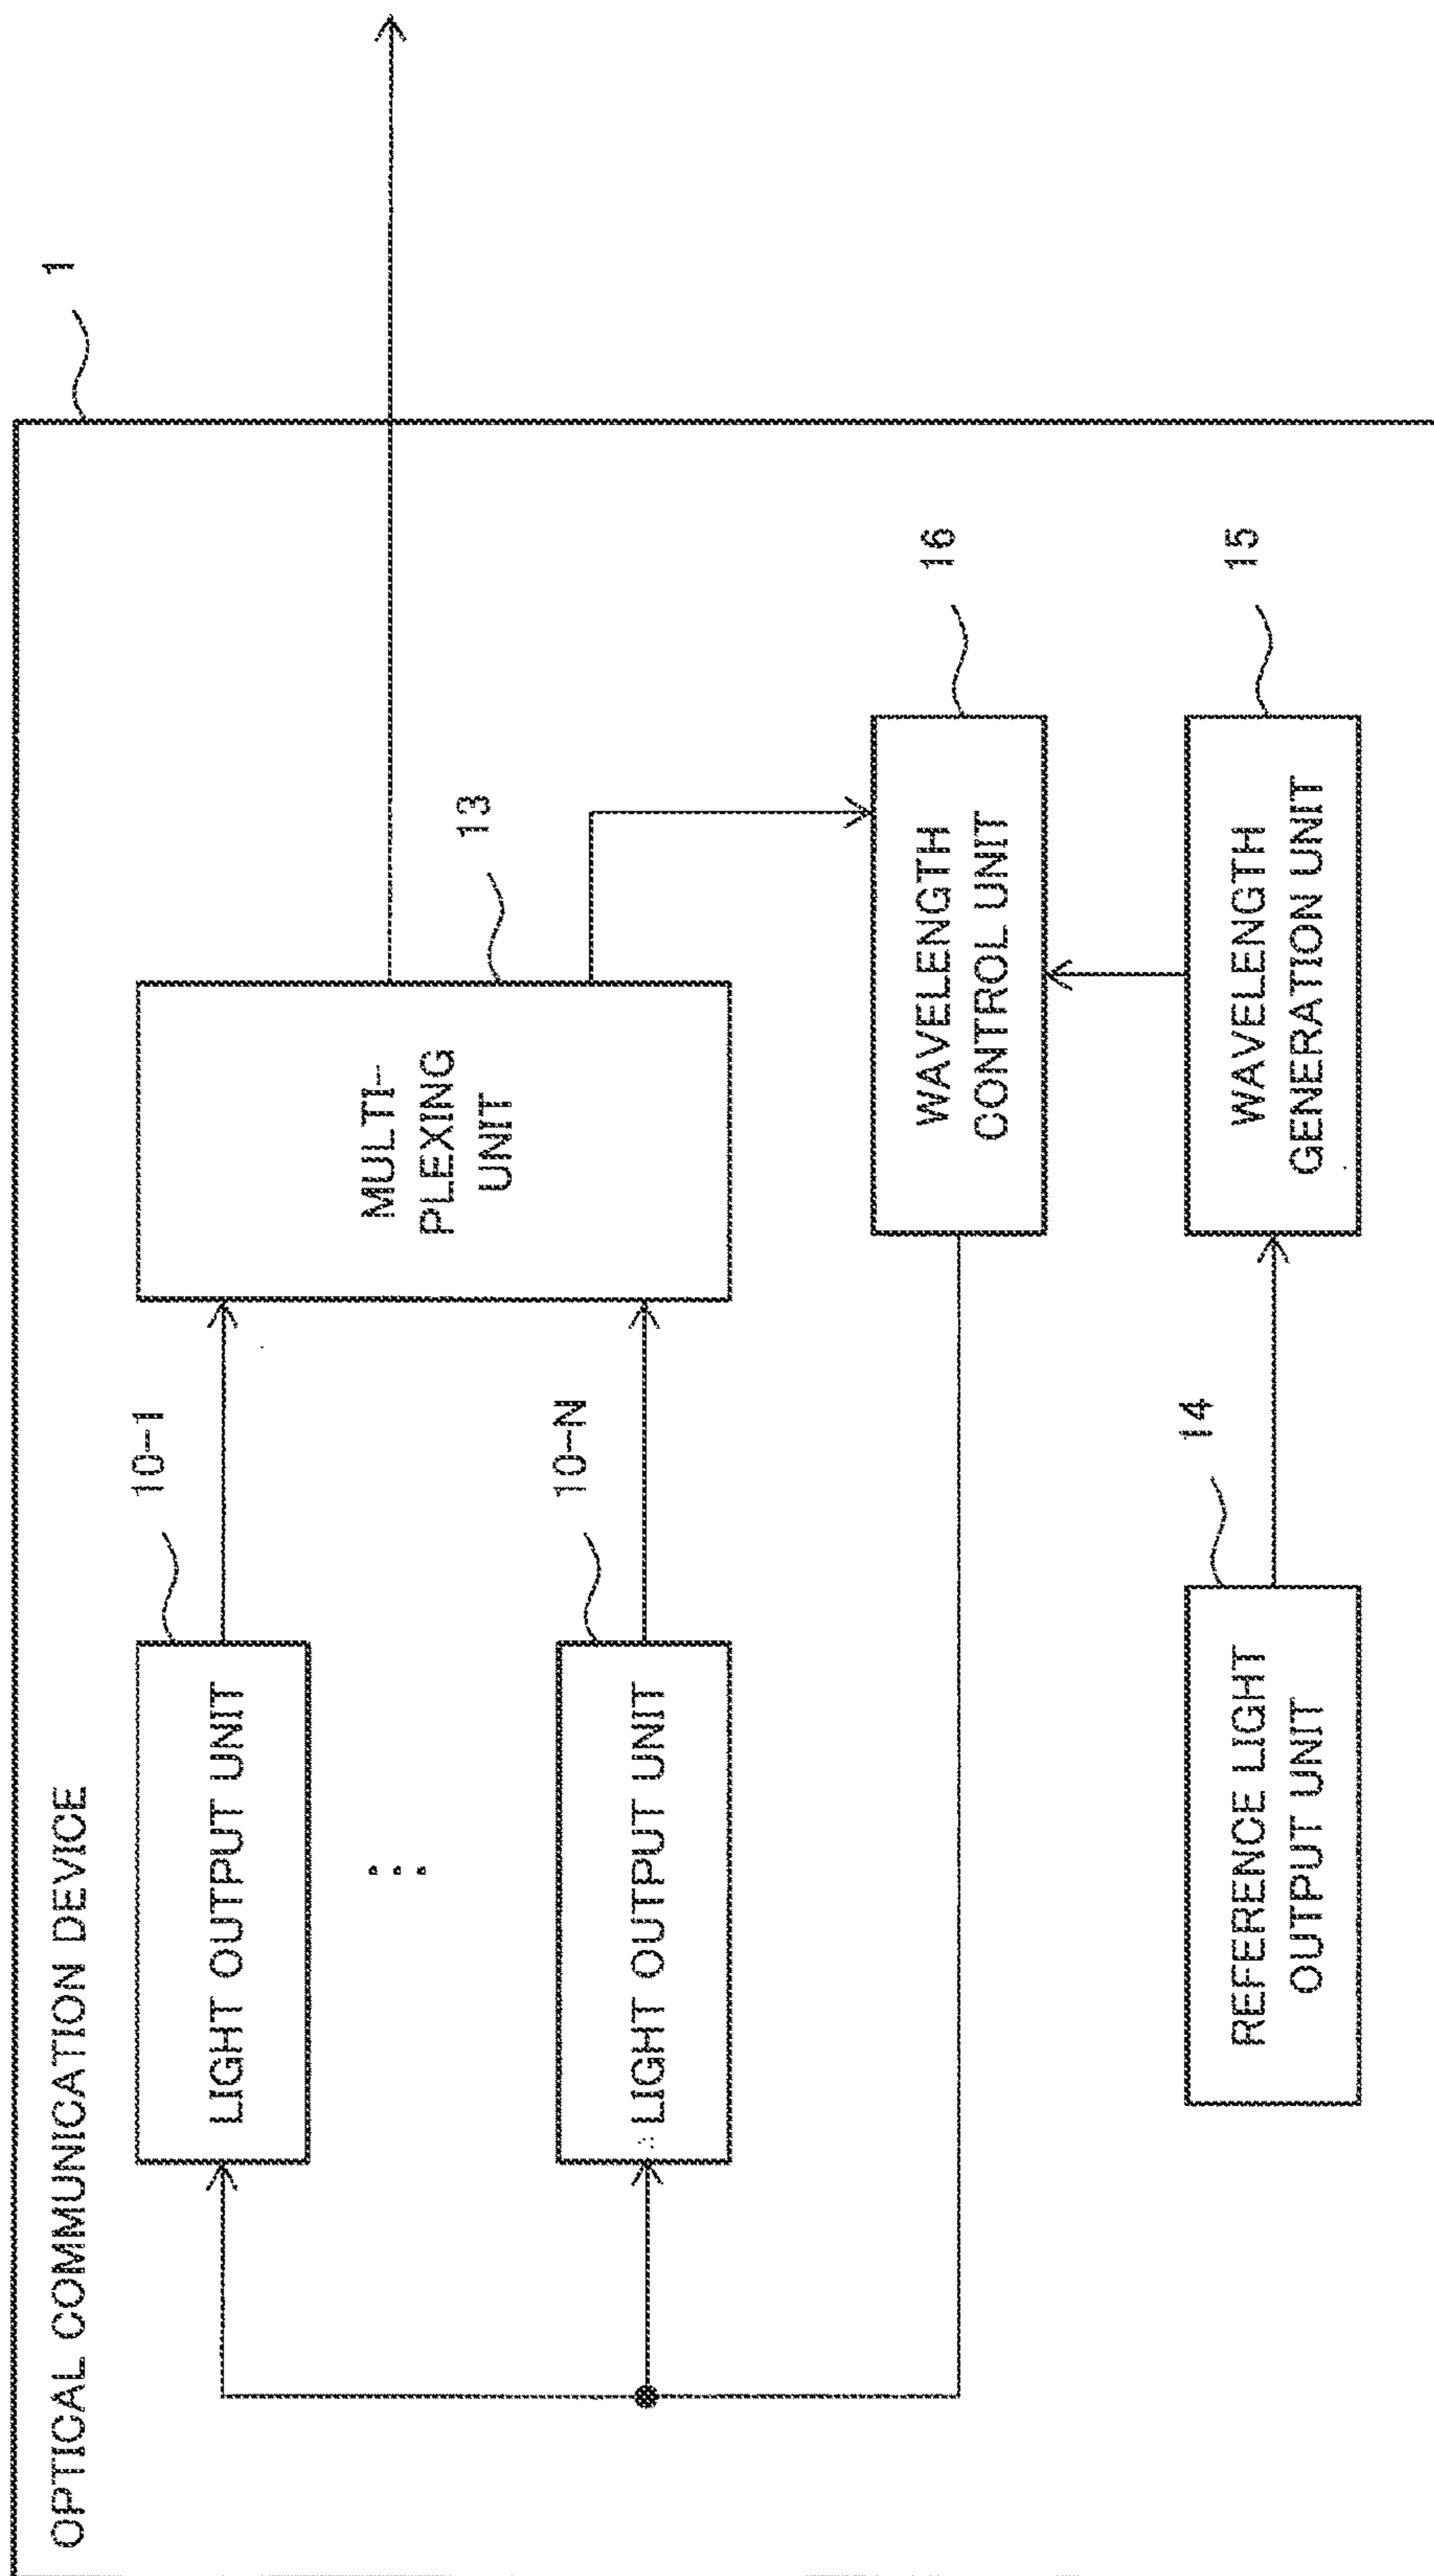 OPTICAL COMMUNICATION DEVICE
1
LIGHT OUTPUT UNIT
10-1
...
LIGHT OUTPUT UNIT
10-N
MULTI-
PLEXING
UNIT
13
WAVELENGTH
CONTROL UNIT
16
REFERENCE LIGHT
OUTPUT UNIT
14
WAVELENGTH
GENERATION UNIT
15